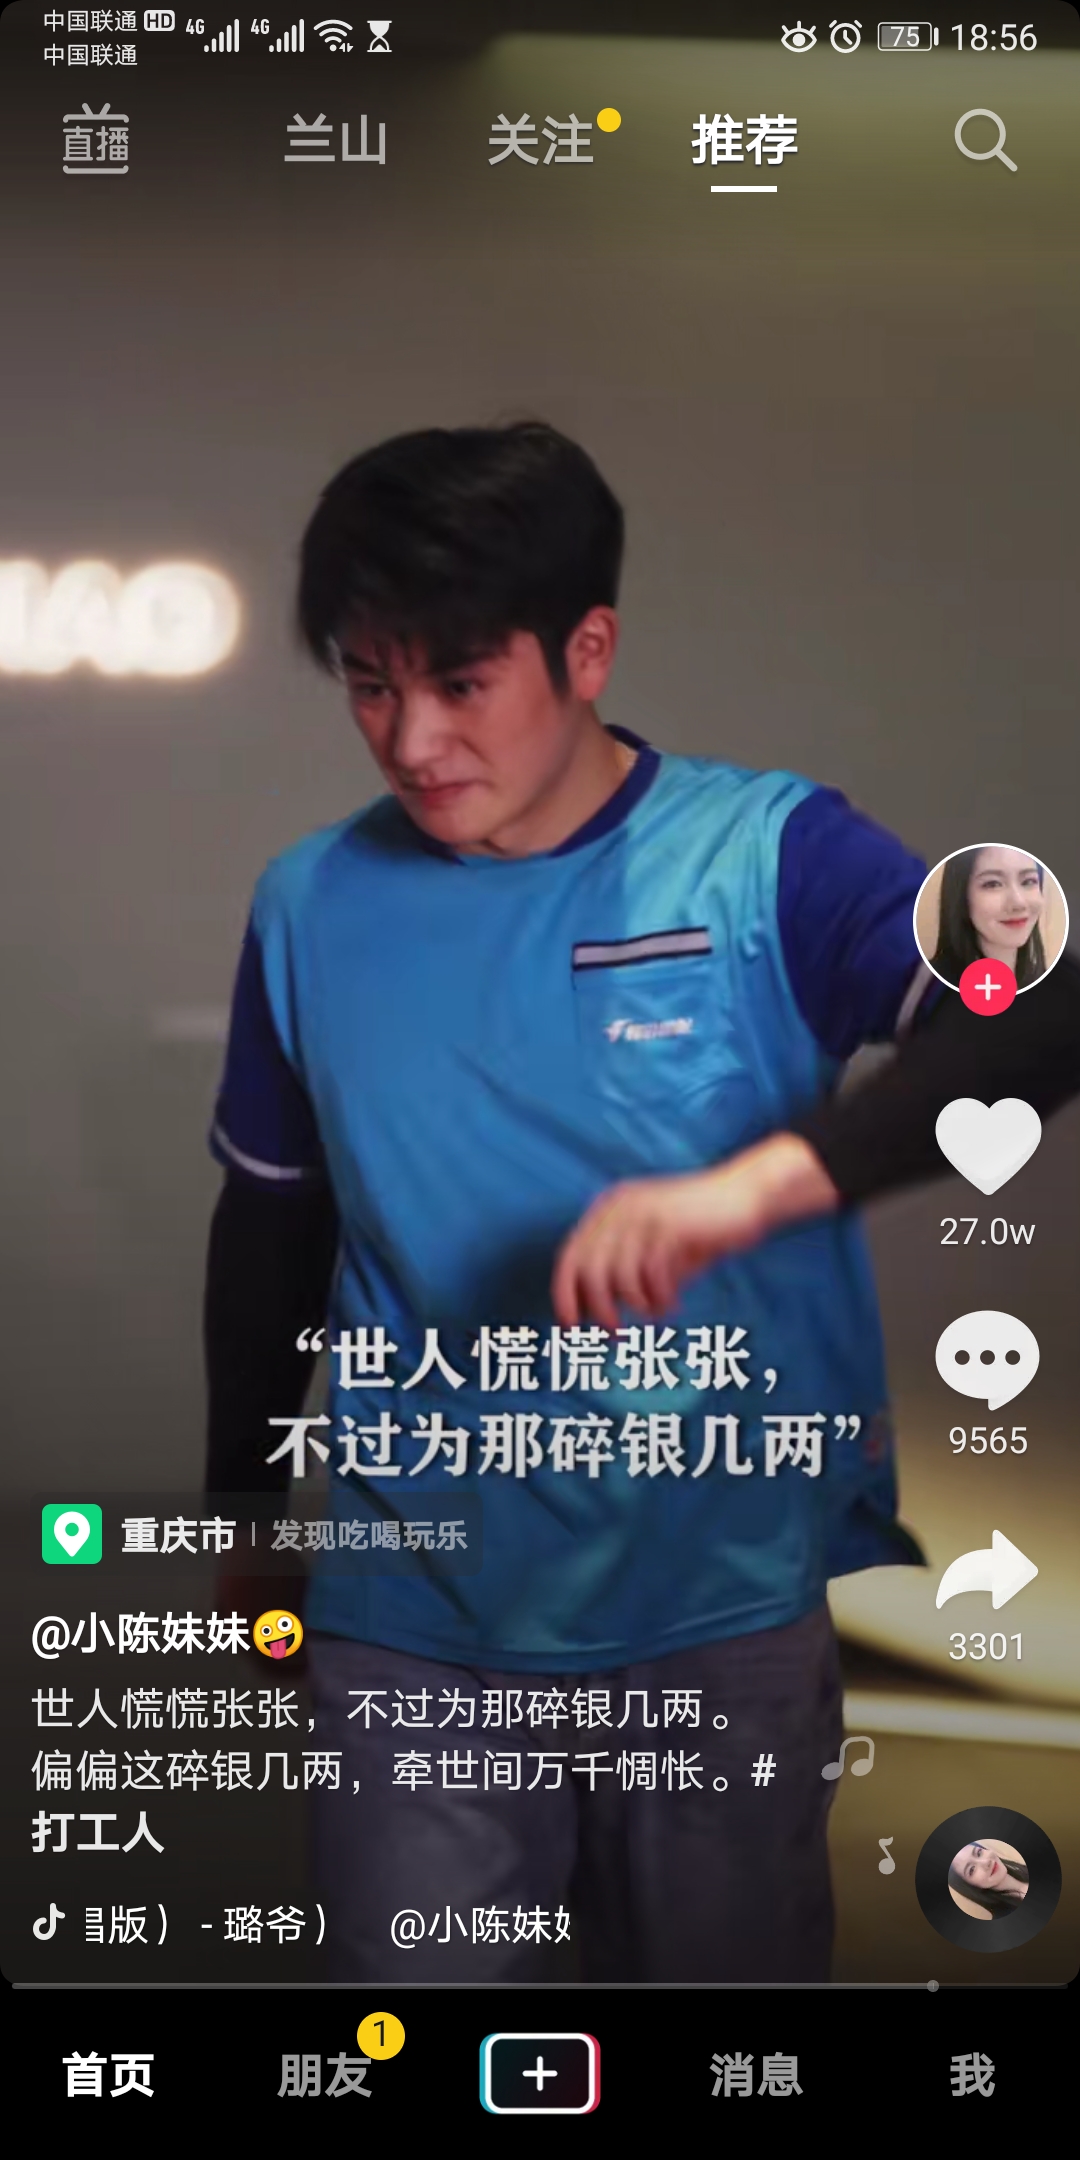 中国联通 HD 4G 4G 75 18:56
中国联通
直播 兰山 关注 推荐
27.0w
“世人慌慌张张，
不过为那碎银几两”
9565
重庆市 发现吃喝玩乐
@小陈妹妹🤪
3301
世人慌慌张张，不过为那碎银几两。
偏偏这碎银几两，牵世间万千惆怅。#
打工人
版） - 璐爷） @小陈妹
首页 朋友 1 消息 我